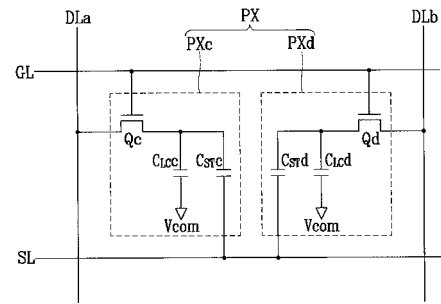 PX
DLa DLb
PXc PXd
GL
Qc Qd
CLCc CSTc CSTd CLCd
Vcom Vcom
SL